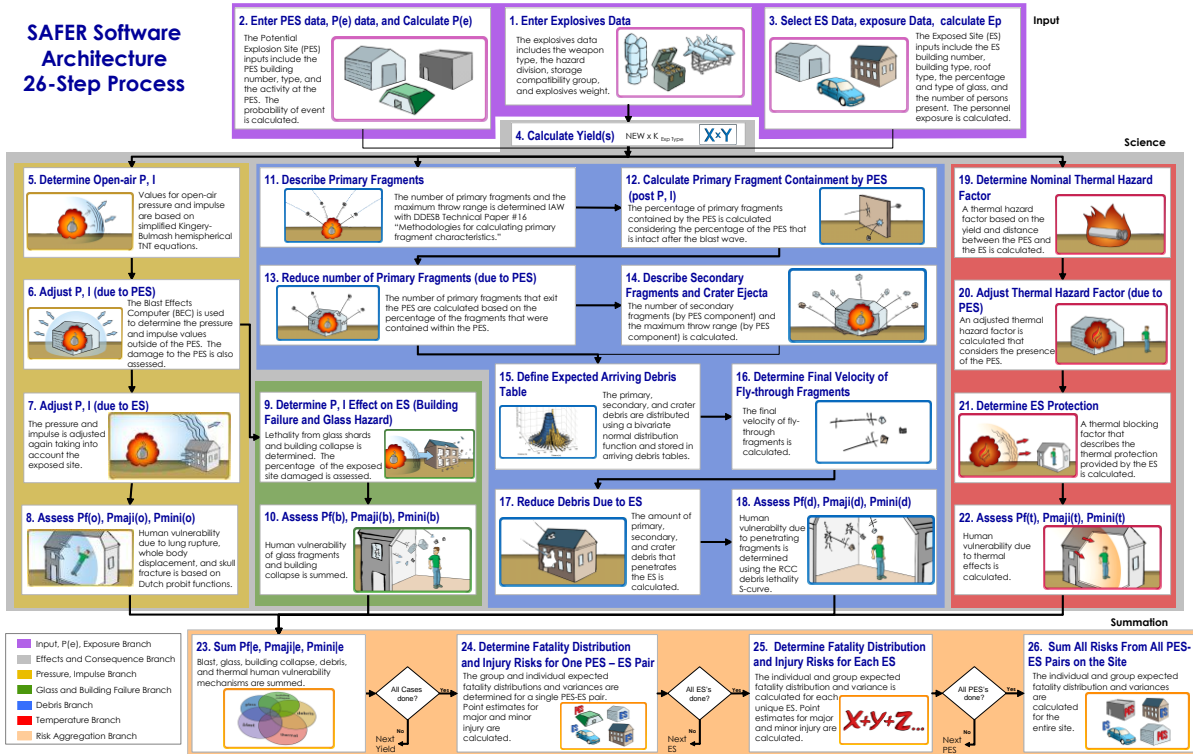 SAFER Software
Architecture
26-Step Process
2. Enter PES data, P(e) data, and Calculate P(e)
The Potential
Explosion Site (PES)
inputs include the
PES building
number, type, and
the activity at the
PES. The
probability of event
is calculated.
1. Enter Explosives Data
The explosives data
includes the weapon
type, the hazard
division, storage
compatibility group,
and explosives weight.
3. Select ES Data, exposure Data, calculate Ep
The Exposed Site (ES)
inputs include the ES
building number,
building type, roof
type, the percentage
and type of glass, and
the number of persons
present. The personnel
exposure is calculated.
Input
4. Calculate Yield(s) NEW x K Exp Type
X×Y
Science
5. Determine Open-air P, I
Values for open-air
pressure and impulse
are based on
simplified Kingery-
Bulmash hemispherical
TNT equations.
6. Adjust P, I (due to PES)
The Blast Effects
Computer (BEC) is used
to determine the pressure
and impulse values
outside of the PES. The
damage to the PES is also
assessed.
7. Adjust P, I (due to ES)
The pressure and
impulse is adjusted
again taking into
account the
exposed site.
8. Assess Pf(o), Pmaji(o), Pmini(o)
Human vulnerability
due to lung rupture,
whole body
displacement, and skull
fracture is based on
Dutch probit functions.
9. Determine P, I Effect on ES (Building
Failure and Glass Hazard)
Lethality from glass shards
and building collapse is
determined. The
percentage of the exposed
site damaged is assessed.
10. Assess Pf(b), Pmaji(b), Pmini(b)
Human vulnerability
of glass fragments
and building
collapse is summed.
11. Describe Primary Fragments
The number of primary fragments and the
maximum throw range is determined IAW
with DDESB Technical Paper #16
“Methodologies for calculating primary
fragment characteristics.”
12. Calculate Primary Fragment Containment by PES
(post P, I)
The percentage of primary fragments
contained by the PES is calculated
considering the percentage of the PES that
is intact after the blast wave.
13. Reduce number of Primary Fragments (due to PES)
The number of primary fragments that exit
the PES are calculated based on the
percentage of the fragments that were
contained within the PES.
14. Describe Secondary
Fragments and Crater Ejecta
The number of secondary
fragments (by PES component) and
the maximum throw range (by PES
component) is calculated.
15. Define Expected Arriving Debris
Table
The primary,
secondary, and crater
debris are distributed
using a bivariate
normal distribution
function and stored in
arriving debris tables.
16. Determine Final Velocity of
Fly-through Fragments
The final
velocity of fly-
through
fragments is
calculated.
17. Reduce Debris Due to ES
The amount of
primary,
secondary,
and crater
debris that
penetrates
the ES is
calculated.
18. Assess Pf(d), Pmaji(d), Pmini(d)
Human
vulnerability due
to penetrating
fragments is
determined
using the RCC
debris lethality
S-curve.
19. Determine Nominal Thermal Hazard
Factor
A thermal hazard
factor based on the
yield and distance
between the PES and
the ES is calculated.
20. Adjust Thermal Hazard Factor (due to
PES)
An adjusted thermal
hazard factor is
calculated that
considers the presence
of the PES.
21. Determine ES Protection
A thermal blocking
factor that
describes the
thermal protection
provided by the ES
is calculated.
22. Assess Pf(t), Pmaji(t), Pmini(t)
Human
vulnerability due
to thermal
effects is
calculated.
Summation
Input, P(e), Exposure Branch
Effects and Consequence Branch
Pressure, Impulse Branch
Glass and Building Failure Branch
Debris Branch
Temperature Branch
Risk Aggregation Branch
23. Sum Pf|e, Pmaji|e, Pmini|e
Blast, glass, building collapse, debris,
and thermal human vulnerability
mechanisms are summed.
All Cases
done?
Yes
No
Next
Yield
24. Determine Fatality Distribution
and Injury Risks for One PES – ES Pair
The group and individual expected
fatality distributions and variances are
determined for a single PES-ES pair.
Point estimates for
major and minor
injury are
calculated.
All ES's
done?
Yes
No
Next
ES
25. Determine Fatality Distribution
and Injury Risks for Each ES
The individual and group expected
fatality distribution and variance is
calculated for each
unique ES. Point
estimates for major
and minor injury are
calculated.
X+Y+Z...
All PES's
done?
Yes
No
Next
PES
26. Sum All Risks From All PES-
ES Pairs on the Site
The individual and group expected
fatality distribution and variances
are
calculated
for the
entire site.